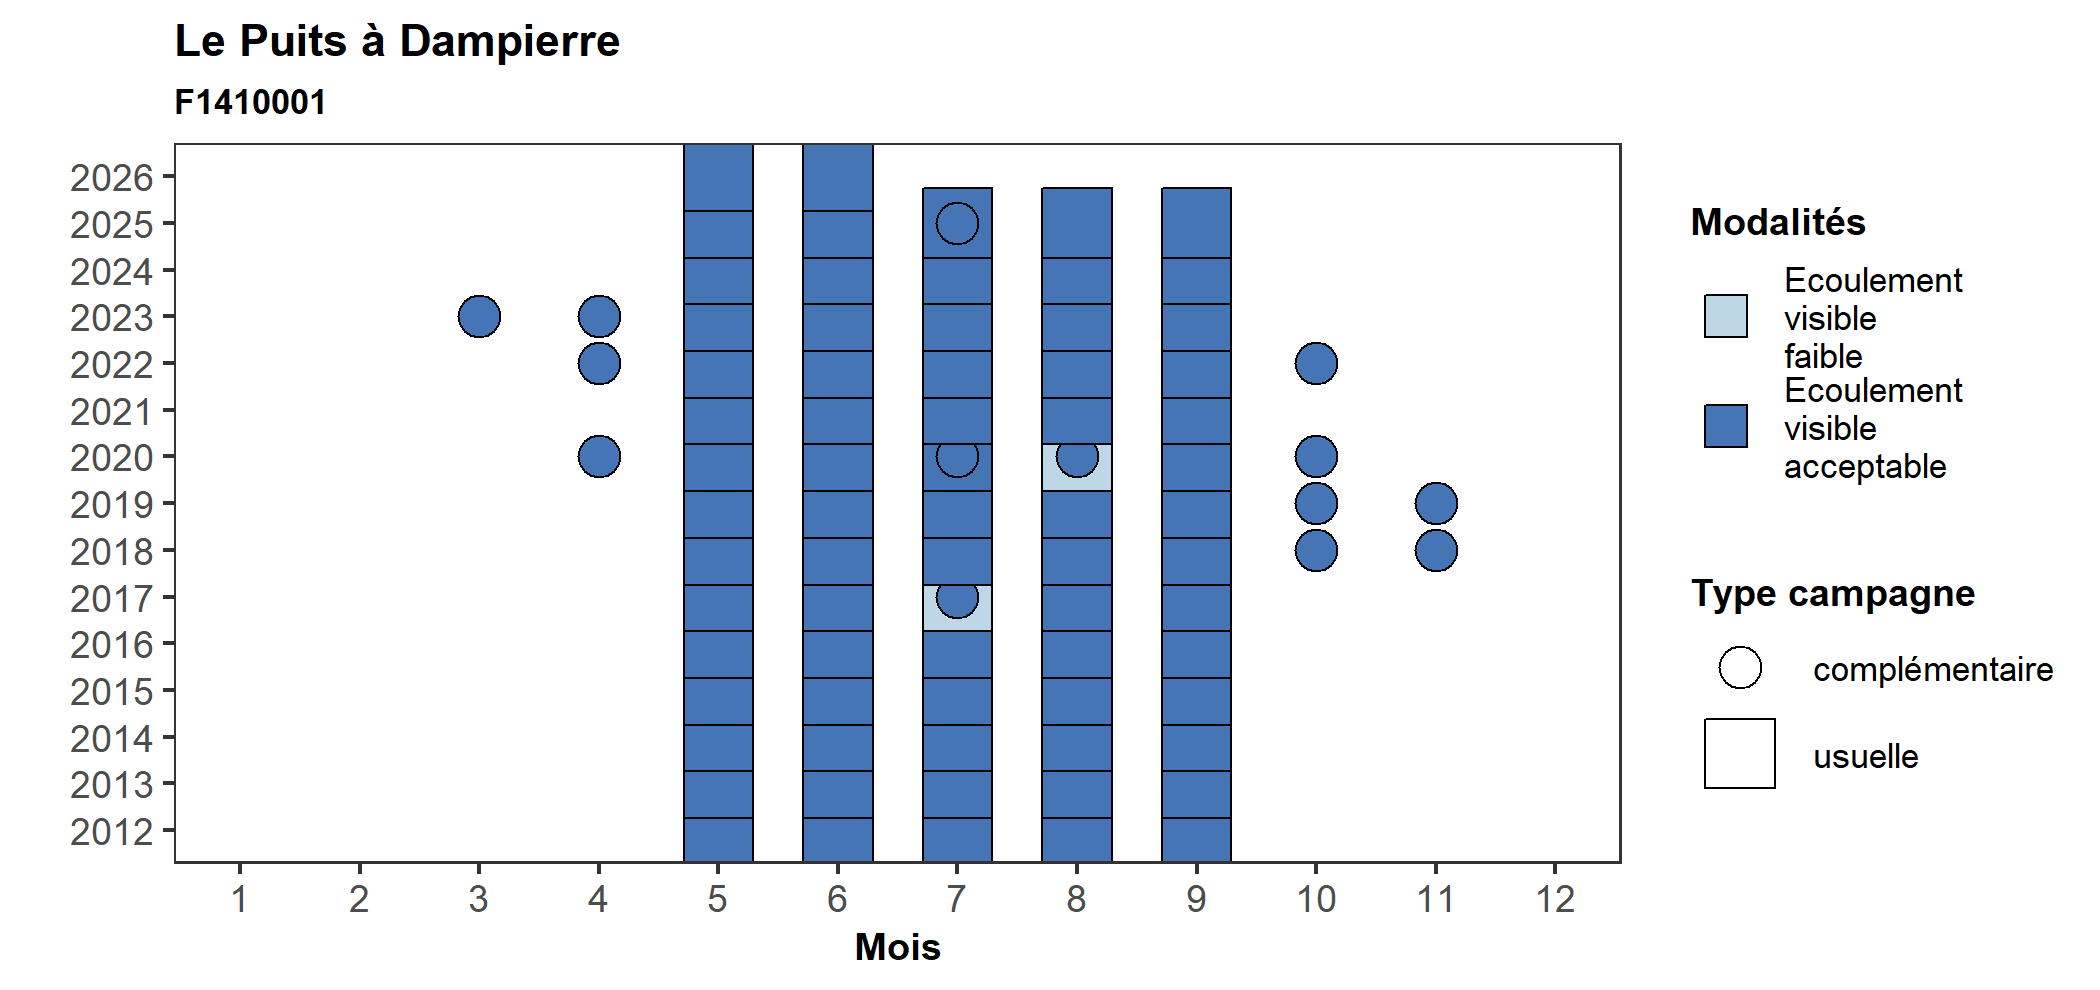 Le Puits à Dampierre
F1410001
2026
2025
2024
2023
2022
2021
2020
2019
2018
2017
2016
2015
2014
2013
2012
1 2 3 4 5 6 7 8 9 10 11 12
Mois
Modalités
Ecoulement
visible
faible
Ecoulement
visible
acceptable
Type campagne
complémentaire
usuelle